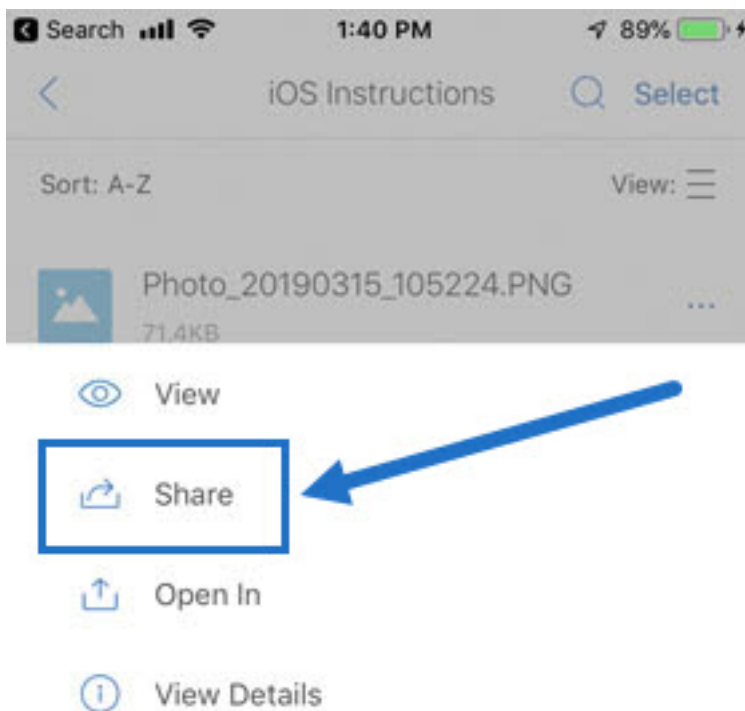 Search 1:40 PM 89%
iOS Instructions Select
Sort: A-Z View:
Photo_20190315_105224.PNG
71.4KB
View
Share
Open In
View Details